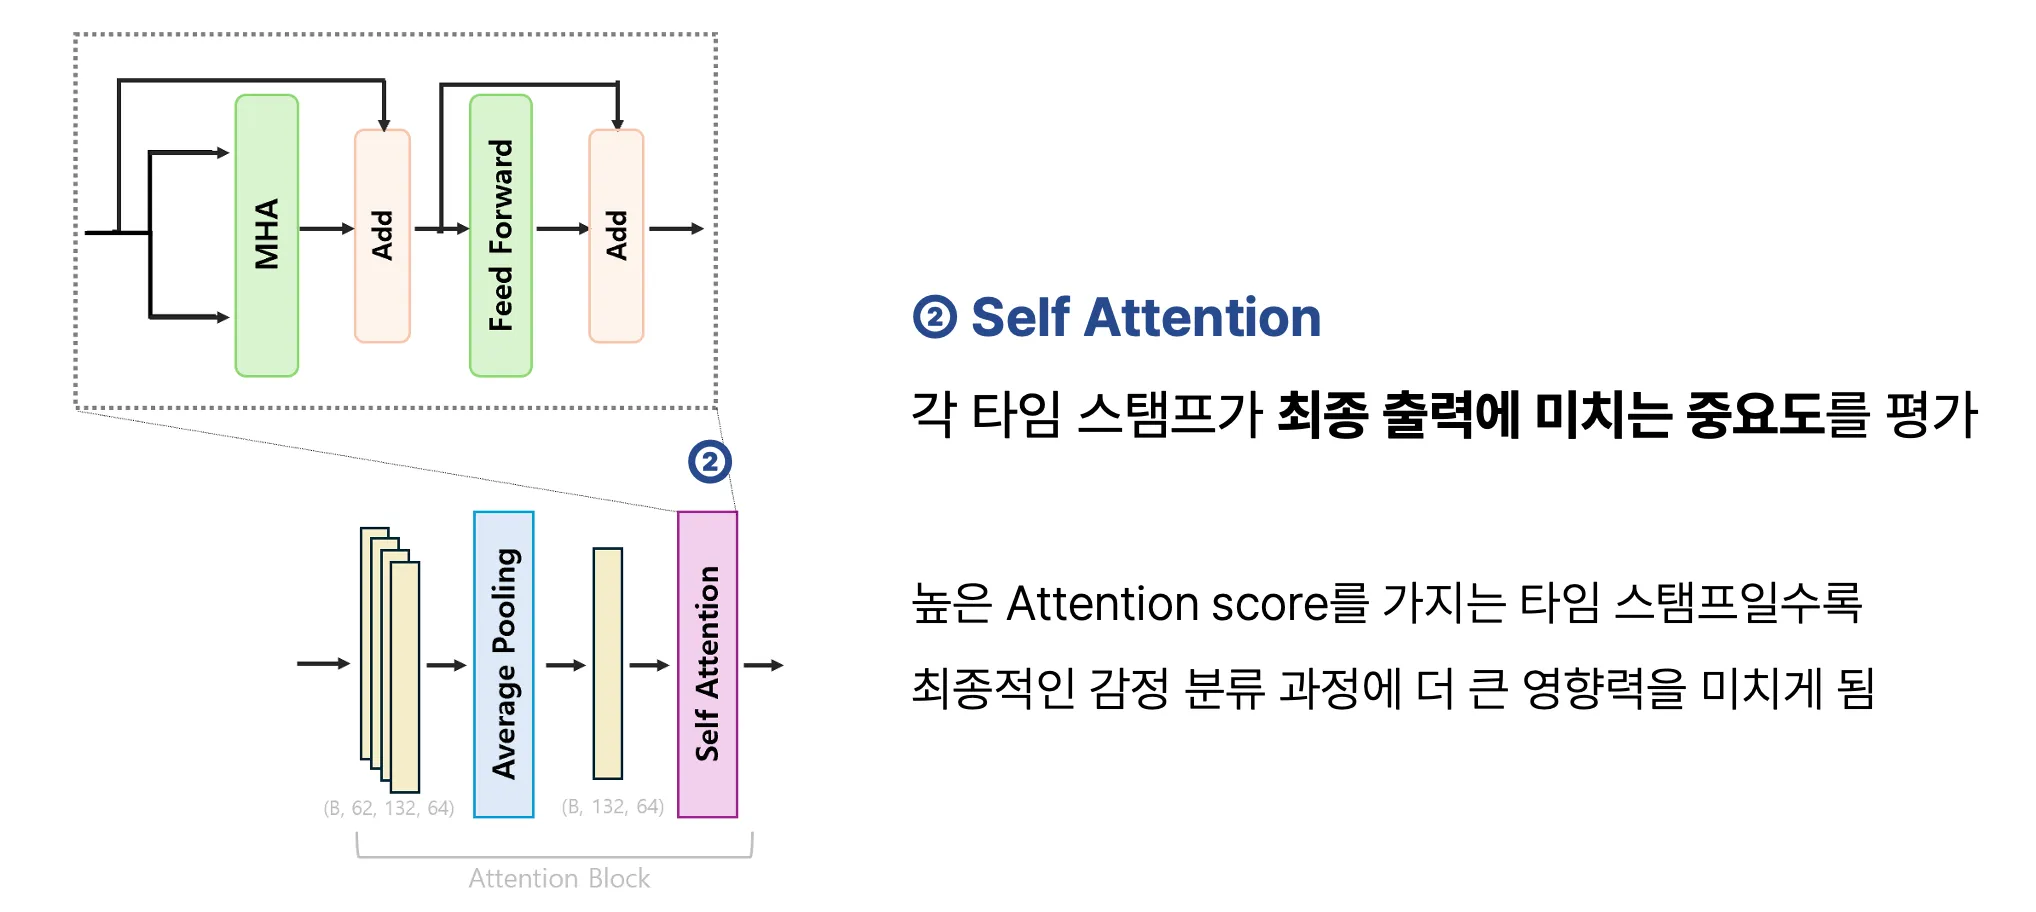 MHA
Add
Feed Forward
Add
②
Average Pooling
Self Attention
(B, 62, 132, 64)
(B, 132, 64)
Attention Block
② Self Attention
각 타임 스탬프가 최종 출력에 미치는 중요도를 평가
높은 Attention score를 가지는 타임 스탬프일수록
최종적인 감정 분류 과정에 더 큰 영향력을 미치게 됨